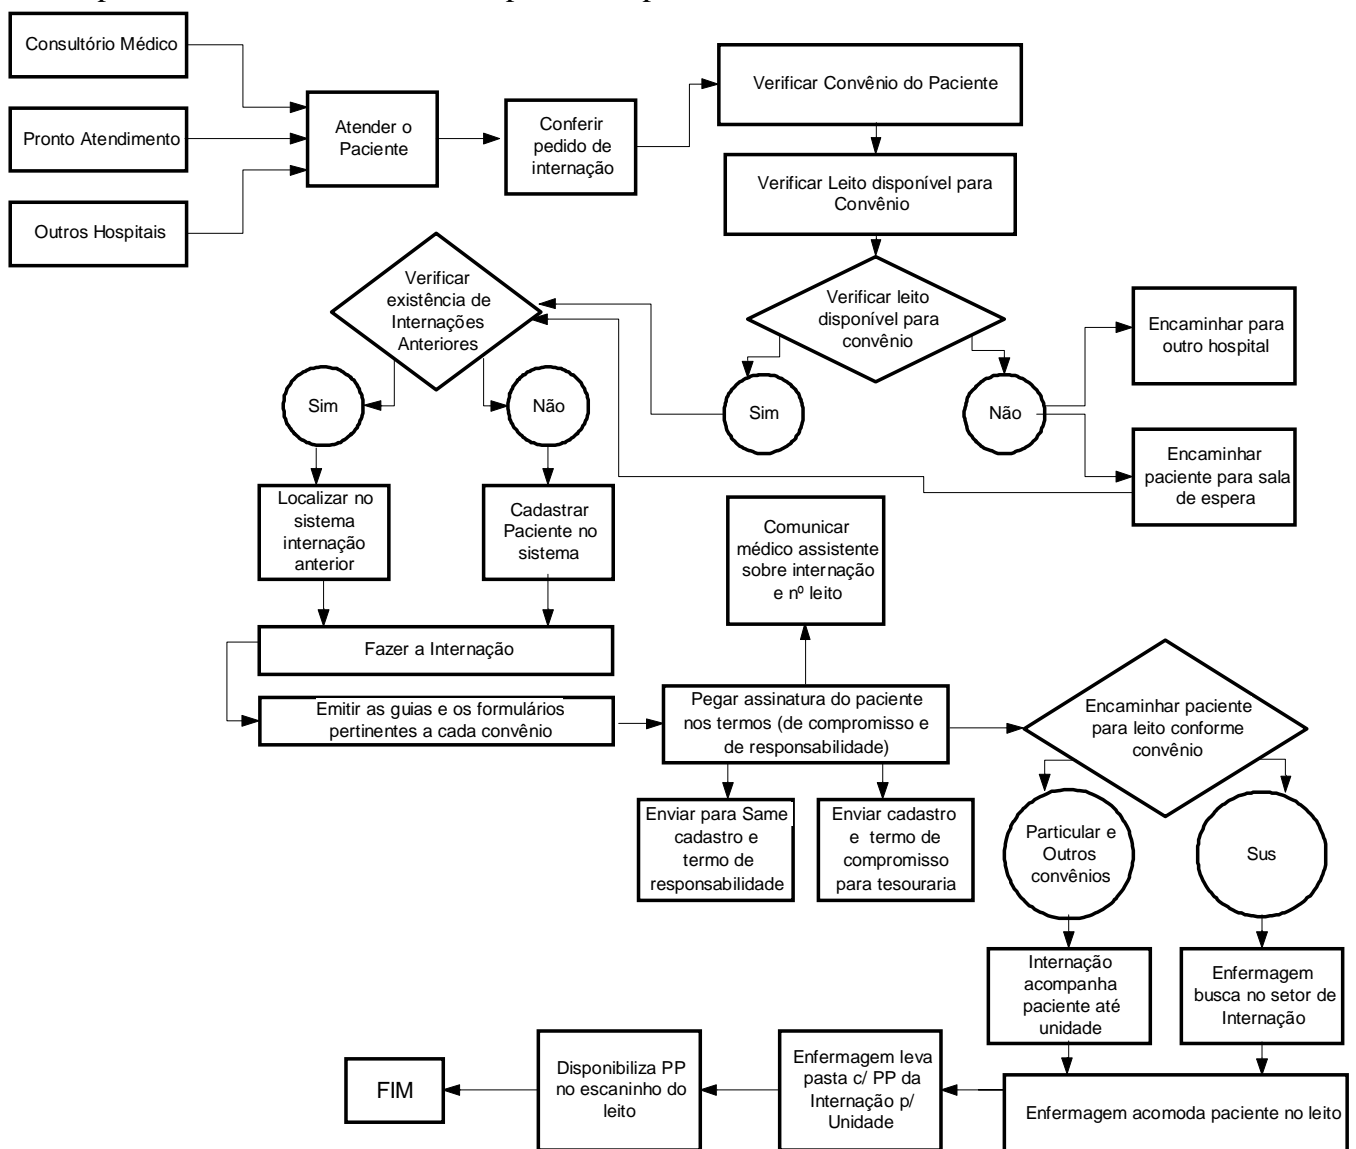 Consultório Médico
Pronto Atendimento
Outros Hospitais
Atender o
Paciente
Conferir
pedido de
internação
Verificar Convênio do Paciente
Verificar Leito disponível para
Convênio
Verificar leito
disponível para
convênio
Sim
Não
Encaminhar para
outro hospital
Encaminhar
paciente para sala
de espera
Verificar
existência de
Internações
Anteriores
Sim
Não
Localizar no
sistema
internação
anterior
Cadastrar
Paciente no
sistema
Fazer a Internação
Emitir as guias e os formulários
pertinentes a cada convênio
Comunicar
médico assistente
sobre internação
e nº leito
Pegar assinatura do paciente
nos termos (de compromisso e
de responsabilidade)
Enviar para Same
cadastro e
termo de
responsabilidade
Enviar cadastro
e termo de
compromisso
para tesouraria
Encaminhar paciente
para leito conforme
convênio
Particular e
Outros
convênios
Sus
Internação
acompanha
paciente até
unidade
Enfermagem
busca no setor de
Internação
Enfermagem acomoda paciente no leito
Enfermagem leva
pasta c/ PP da
Internação p/
Unidade
Disponibiliza PP
no escaninho do
leito
FIM